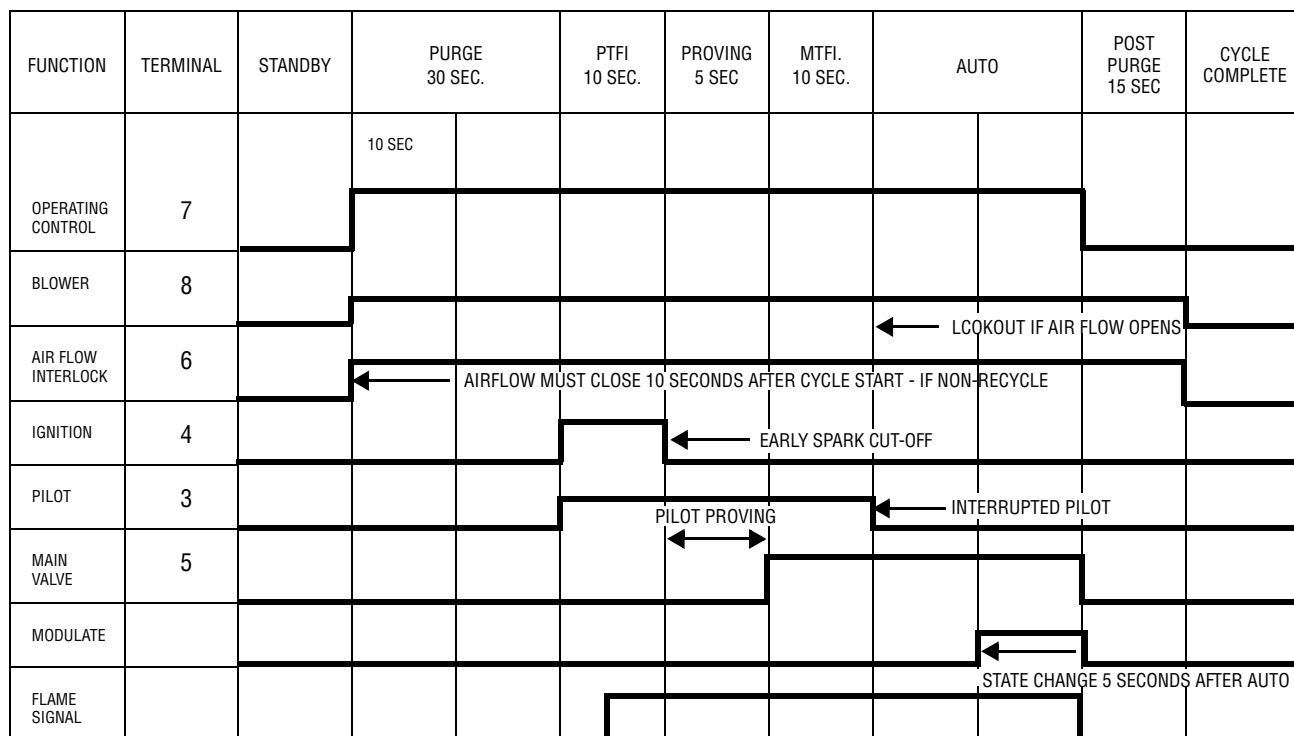 FUNCTION
TERMINAL
STANDBY
PURGE
30 SEC.
PTFI
10 SEC.
PROVING
5 SEC
MTFI.
10 SEC.
AUTO
POST
PURGE
15 SEC
CYCLE
COMPLETE
10 SEC
OPERATING
CONTROL
7
BLOWER
8
LCOKOUT IF AIR FLOW OPENS
AIR FLOW
INTERLOCK
6
AIRFLOW MUST CLOSE 10 SECONDS AFTER CYCLE START - IF NON-RECYCLE
IGNITION
4
EARLY SPARK CUT-OFF
PILOT
3
PILOT PROVING
INTERRUPTED PILOT
MAIN
VALVE
5
MODULATE
STATE CHANGE 5 SECONDS AFTER AUTO
FLAME
SIGNAL